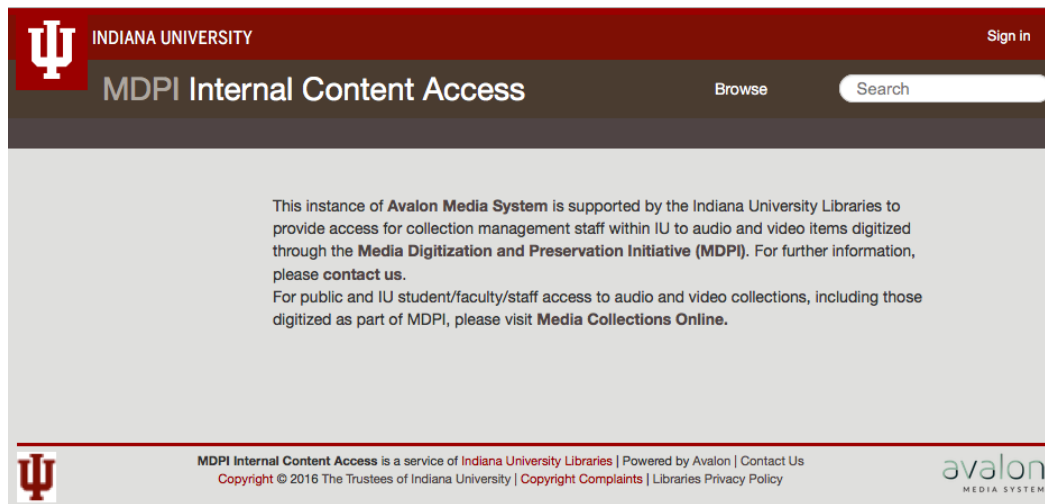 INDIANA UNIVERSITY
Sign in
MDPI Internal Content Access
Browse
Search
This instance of Avalon Media System is supported by the Indiana University Libraries to
provide access for collection management staff within IU to audio and video items digitized
through the Media Digitization and Preservation Initiative (MDPI). For further information,
please contact us.
For public and IU student/faculty/staff access to audio and video collections, including those
digitized as part of MDPI, please visit Media Collections Online.
MDPI Internal Content Access is a service of Indiana University Libraries | Powered by Avalon | Contact Us
Copyright © 2016 The Trustees of Indiana University | Copyright Complaints | Libraries Privacy Policy
avalon
MEDIA SYSTEM